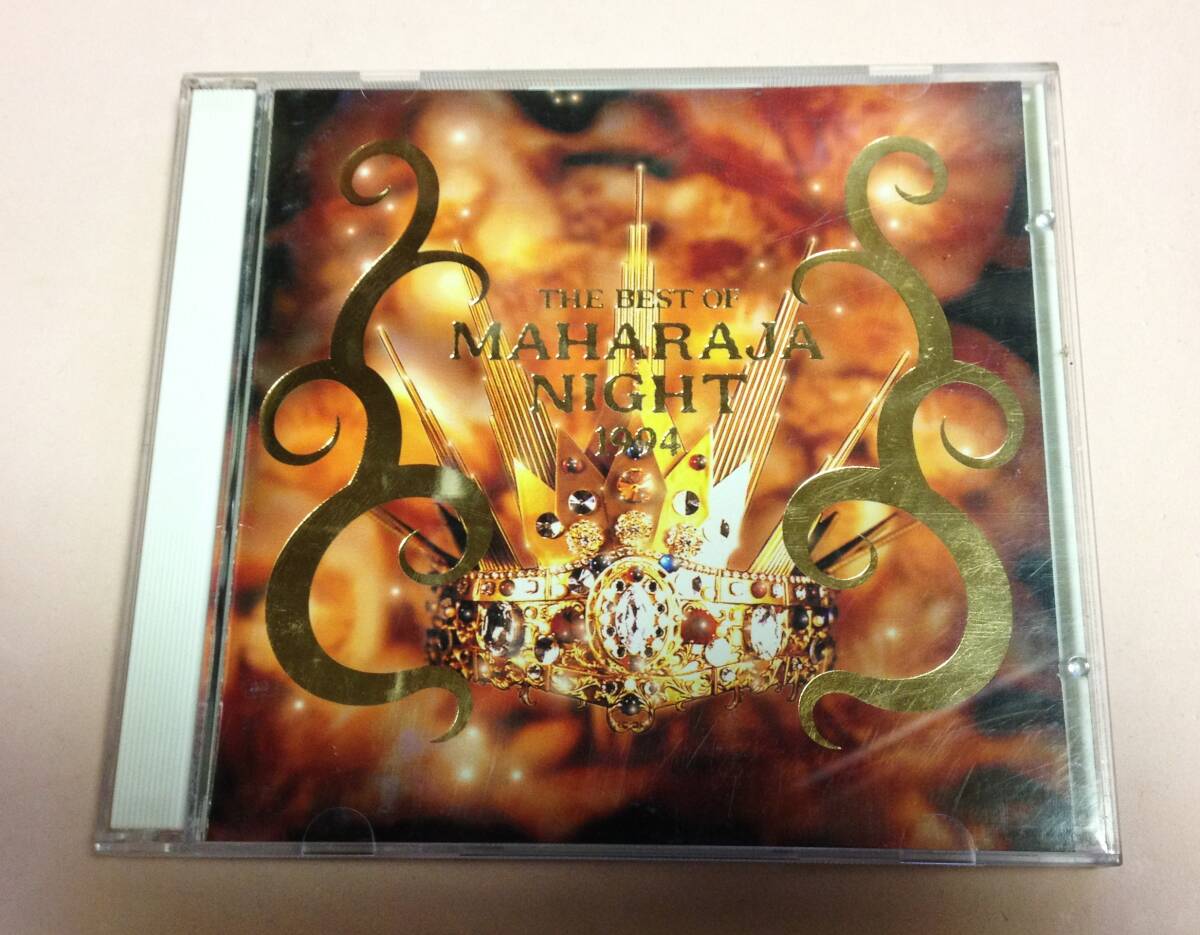 THE BEST OF
MAHARAJA
NIGHT
1994